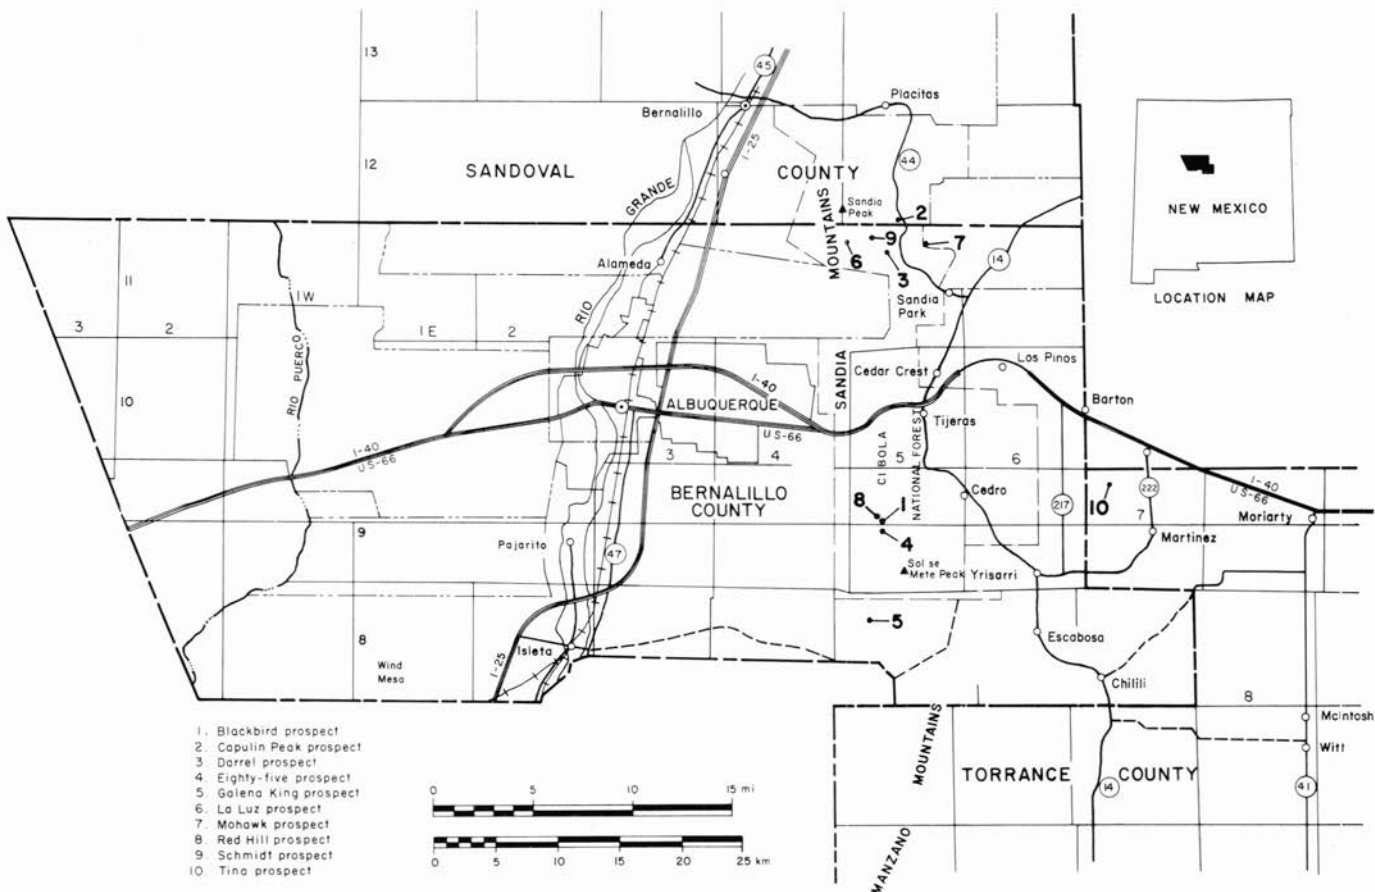 13
45
Placitas
Bernalillo
I-25
12
SANDOVAL
COUNTY
44
GRANDE
Sandia
Peak
2
NEW MEXICO
MOUNTAINS
9
7
6
3
14
Alameda
11
Sandia
Park
LOCATION MAP
1W
RIO
3
2
1E
2
RIO PUERCO
Los Pinos
Cedar Crest
SANDIA
I-40
10
ALBUQUERQUE
Barton
Tijeras
US-66
I-40
US-66
3
4
CIBOLA
NATIONAL FOREST
5
6
BERNALILLO
COUNTY
Cedro
8
1
217
10
222
7
I-40
US-66
Moriarty
9
Pajarito
47
4
Martinez
Sol se
Mete Peak
Yrisarri
5
Escabosa
8
Isleta
Wind
Mesa
I-25
Chilili
8
McIntosh
Witt
MOUNTAINS
TORRANCE
COUNTY
14
41
MANZANO
1. Blackbird prospect
2. Capulin Peak prospect
3. Darrel prospect
4. Eighty-five prospect
5. Galena King prospect
6. La Luz prospect
7. Mohawk prospect
8. Red Hill prospect
9. Schmidt prospect
10. Tina prospect
0 5 10 15 mi
0 5 10 15 20 25 km